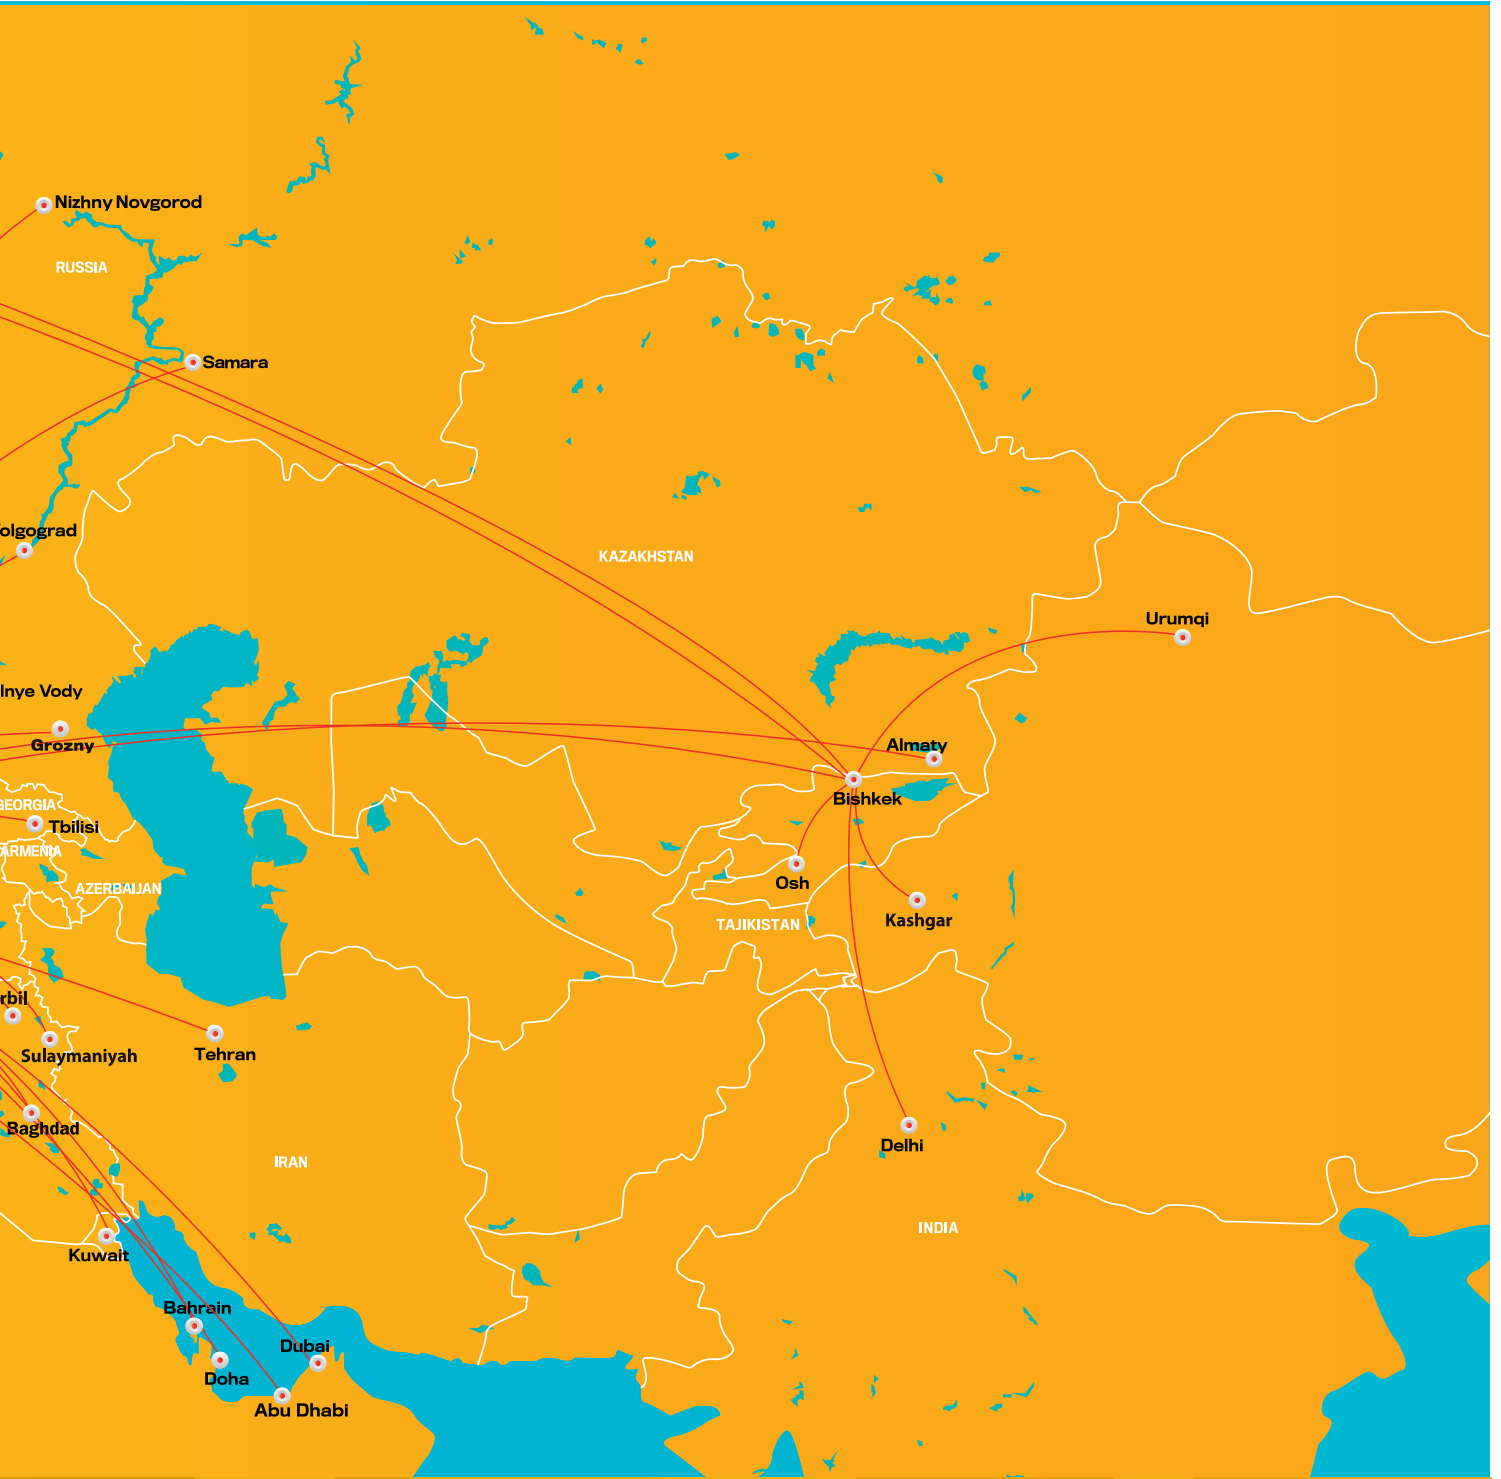 Nizhny Novgorod
RUSSIA
Samara
olgograd
KAZAKHSTAN
Urumqi
lnye Vody
Grozny
Almaty
Bishkek
GEORGIA
Tbilisi
ARMENIA
AZERBAIJAN
Osh
Kashgar
TAJIKISTAN
rbil
Sulaymaniyah
Tehran
Baghdad
Delhi
IRAN
INDIA
Kuwait
Bahrain
Dubai
Doha
Abu Dhabi